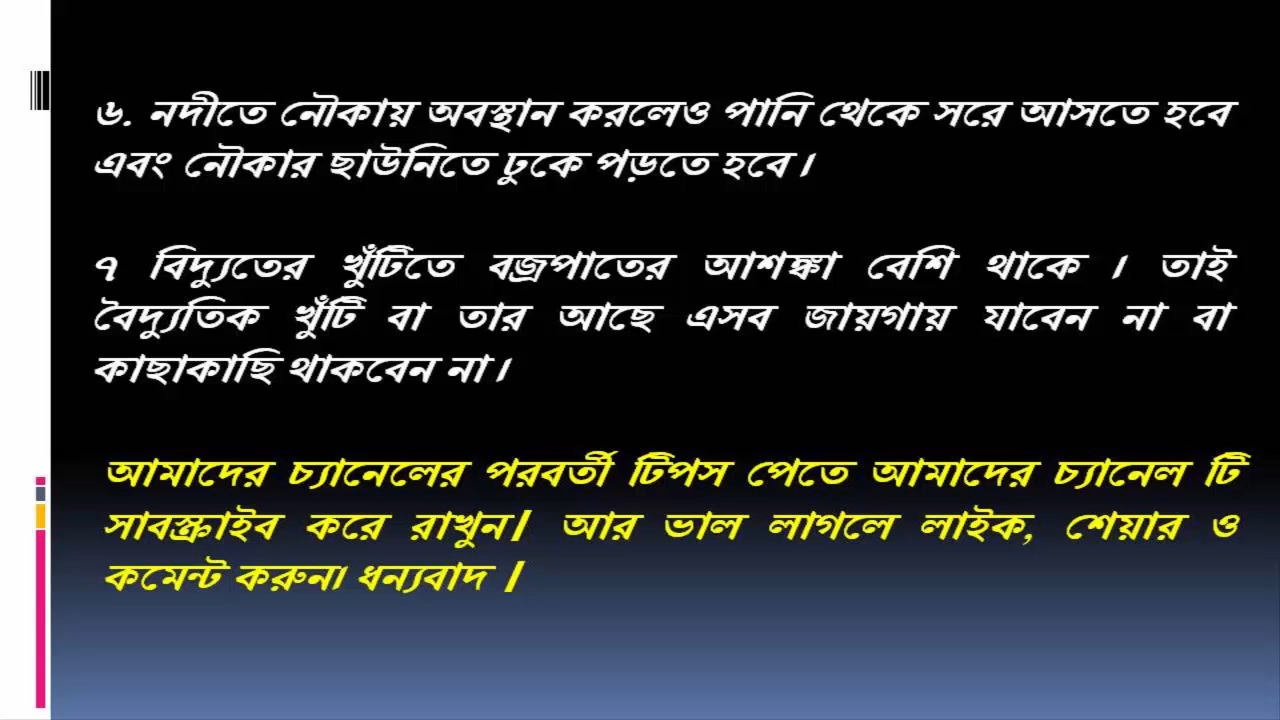 ৬. নদীতে নৌকায় অবস্থান করলেও পানি থেকে সরে আসতে হবে
এবং নৌকার ছাউনিতে ঢুকে পড়তে হবে।
৭ বিদ্যুতের খুঁটিতে বজ্রপাতের আশঙ্কা বেশি থাকে । তাই
বৈদ্যুতিক খুঁটি বা তার আছে এসব জায়গায় যাবেন না বা
কাছাকাছি থাকবেন না।
আমাদের চ্যানেলের পরবর্তী টিপস পেতে আমাদের চ্যানেল টি
সাবস্ক্রাইব করে রাখুন| আর ভাল লাগলে লাইক, শেয়ার ও
কমেন্ট করুন। ধন্যবাদ |